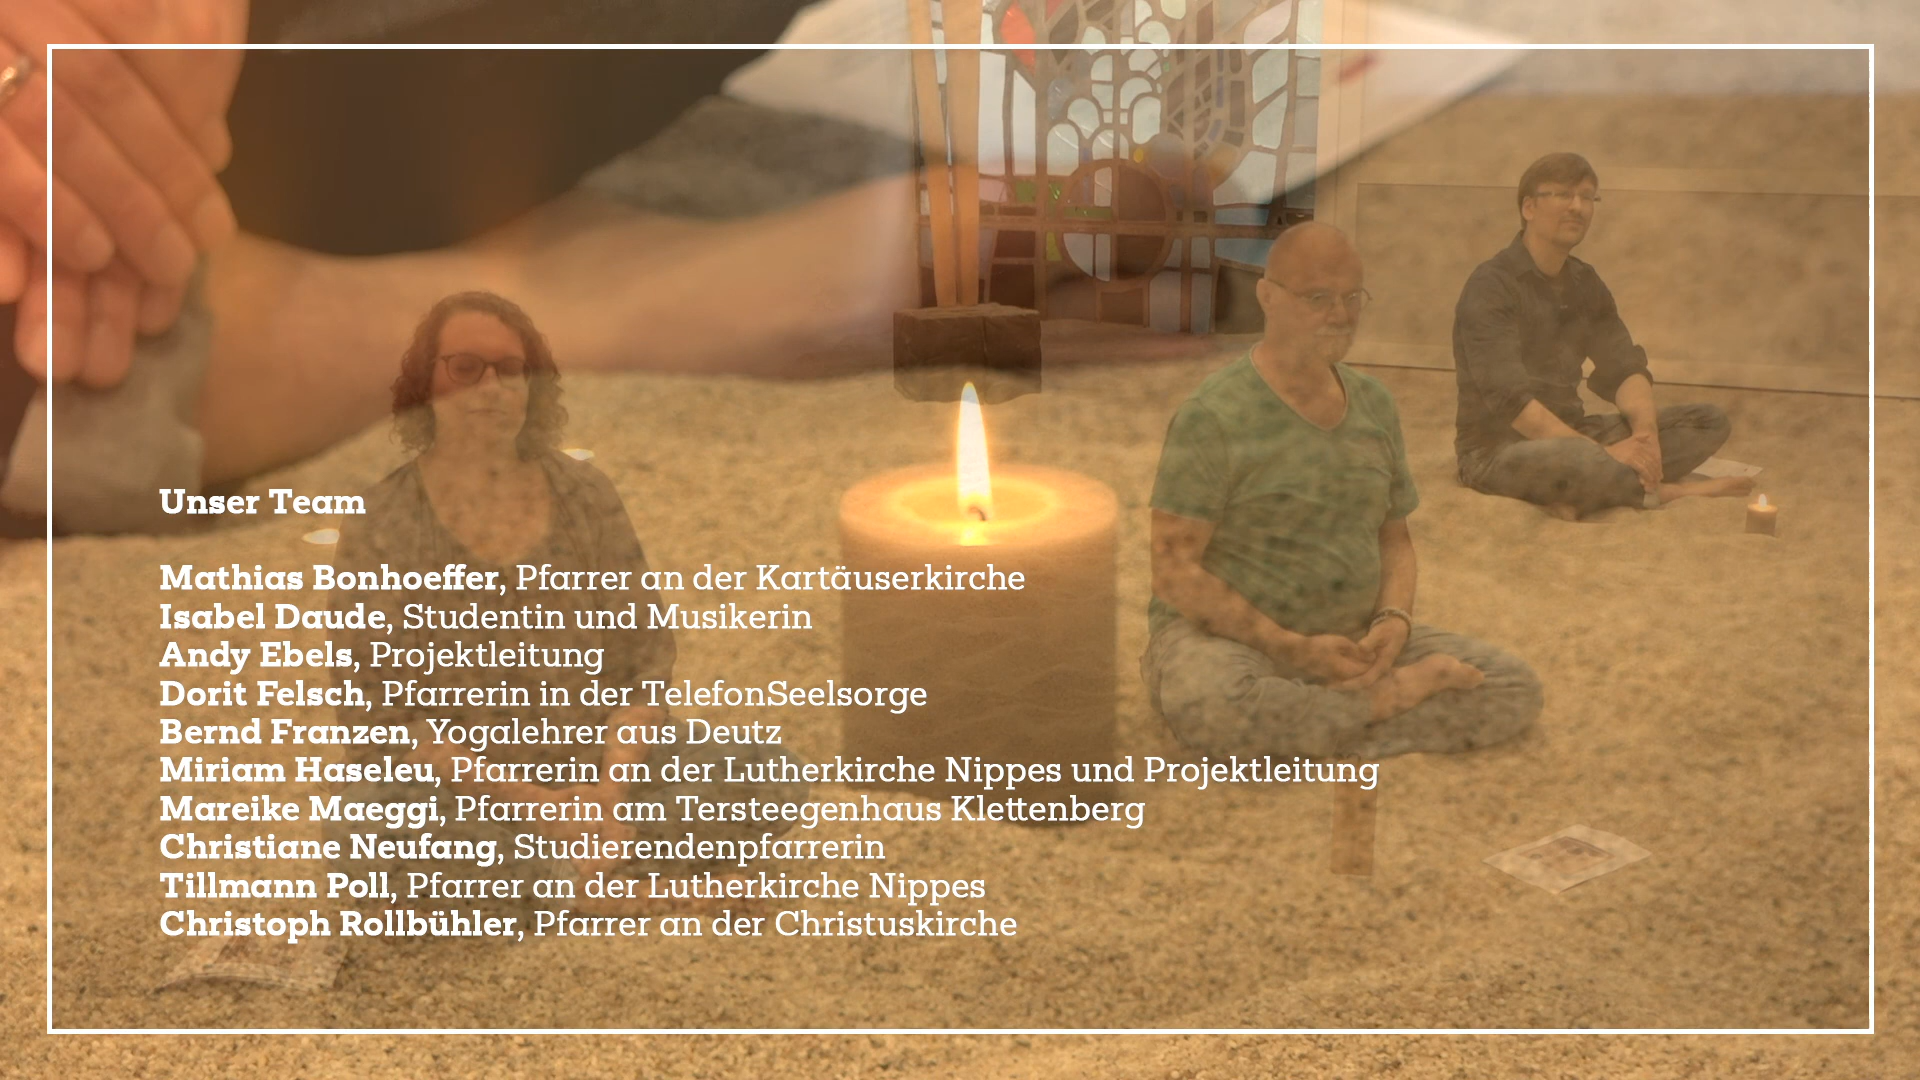 Unser Team
Mathias Bonhoeffer, Pfarrer an der Kartäuserkirche
Isabel Daude, Studentin und Musikerin
Andy Ebels, Projektleitung
Dorit Felsch, Pfarrerin in der TelefonSeelsorge
Bernd Franzen, Yogalehrer aus Deutz
Miriam Haseleu, Pfarrerin an der Lutherkirche Nippes und Projektleitung
Mareike Maeggi, Pfarrerin am Tersteegenhaus Klettenberg
Christiane Neufang, Studierendenpfarrerin
Tillmann Poll, Pfarrer an der Lutherkirche Nippes
Christoph Rollbühler, Pfarrer an der Christuskirche